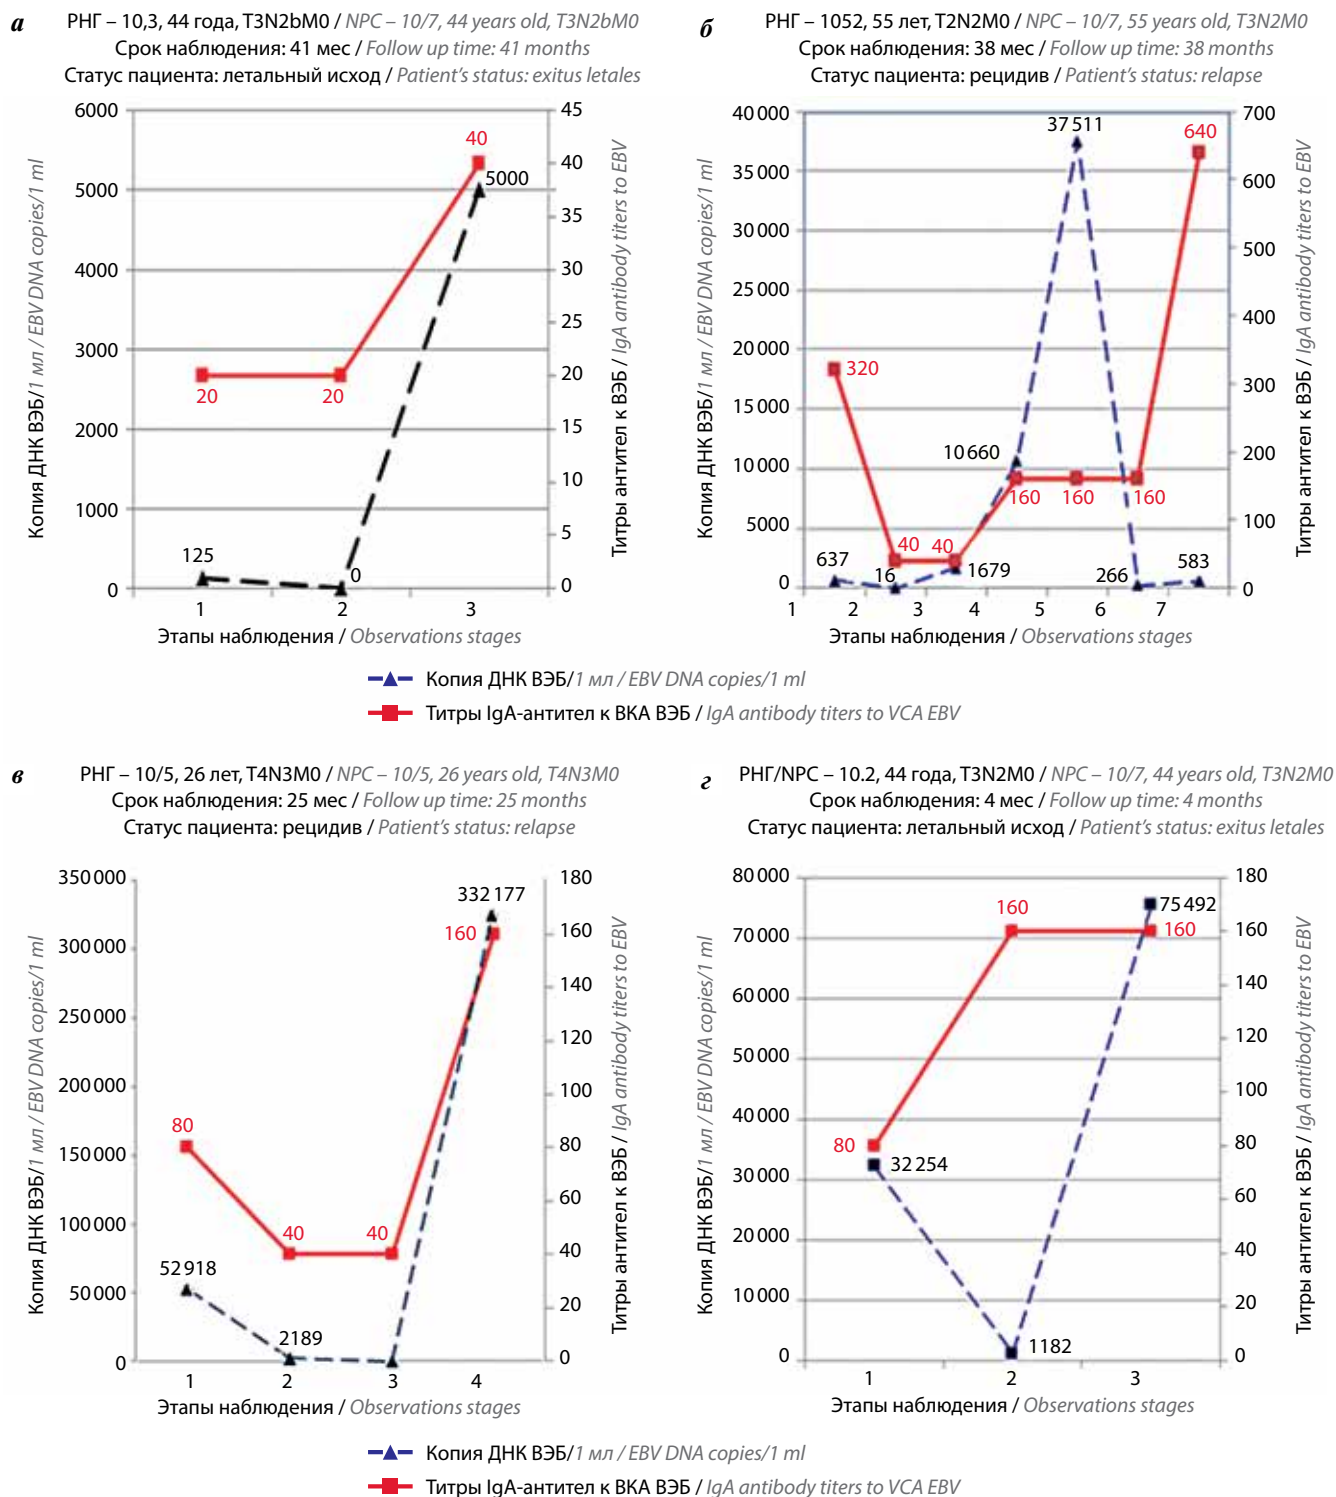 а
РНГ – 10,3, 44 года, T3N2bM0 / NPC – 10/7, 44 years old, T3N2bM0
Срок наблюдения: 41 мес / Follow up time: 41 months
Статус пациента: летальный исход / Patient's status: exitus letales
Копия ДНК ВЭБ/1 мл / EBV DNA copies/1 ml
6000
5000
4000
3000
2000
1000
0
45
40
35
30
25
20
15
10
5
0
Титры антител к ВЭБ / IgA antibody titers to EBV
40
5000
20
20
125
0
1 2 3
Этапы наблюдения / Observations stages
б
РНГ – 1052, 55 лет, T2N2M0 / NPC – 10/7, 55 years old, T3N2M0
Срок наблюдения: 38 мес / Follow up time: 38 months
Статус пациента: рецидив / Patient's status: relapse
Копия ДНК ВЭБ/1 мл / EBV DNA copies/1 ml
40 000
35 000
30 000
25 000
20 000
15 000
10 000
5000
0
700
600
500
400
300
200
100
0
Титры антител к ВЭБ / IgA antibody titers to EBV
37 511
640
320
10 660
160
160
160
40
40
637
16
1679
266
583
1 2 3 4 5 6 7
Этапы наблюдения / Observations stages
Копия ДНК ВЭБ/1 мл / EBV DNA copies/1 ml
Титры IgA-антител к ВКА ВЭБ / IgA antibody titers to VCA EBV
в
РНГ – 10/5, 26 лет, T4N3M0 / NPC – 10/5, 26 years old, T4N3M0
Срок наблюдения: 25 мес / Follow up time: 25 months
Статус пациента: рецидив / Patient's status: relapse
Копия ДНК ВЭБ/1 мл / EBV DNA copies/1 ml
350 000
300 000
250 000
200 000
150 000
100 000
50 000
0
180
160
140
120
100
80
60
40
20
0
Титры антител к ВЭБ / IgA antibody titers to EBV
332 177
160
80
40
40
52 918
2189
1 2 3 4
Этапы наблюдения / Observations stages
г
РНГ/NPC – 10.2, 44 года, T3N2M0 / NPC – 10/7, 44 years old, T3N2M0
Срок наблюдения: 4 мес / Follow up time: 4 months
Статус пациента: летальный исход / Patient's status: exitus letales
Копия ДНК ВЭБ/1 мл / EBV DNA copies/1 ml
80 000
70 000
60 000
50 000
40 000
30 000
20 000
10 000
0
180
160
140
120
100
80
60
40
20
0
Титры антител к ВЭБ / IgA antibody titers to EBV
160
75 492
160
80
32 254
1182
1 2 3
Этапы наблюдения / Observations stages
Копия ДНК ВЭБ/1 мл / EBV DNA copies/1 ml
Титры IgA-антител к ВКА ВЭБ / IgA antibody titers to VCA EBV